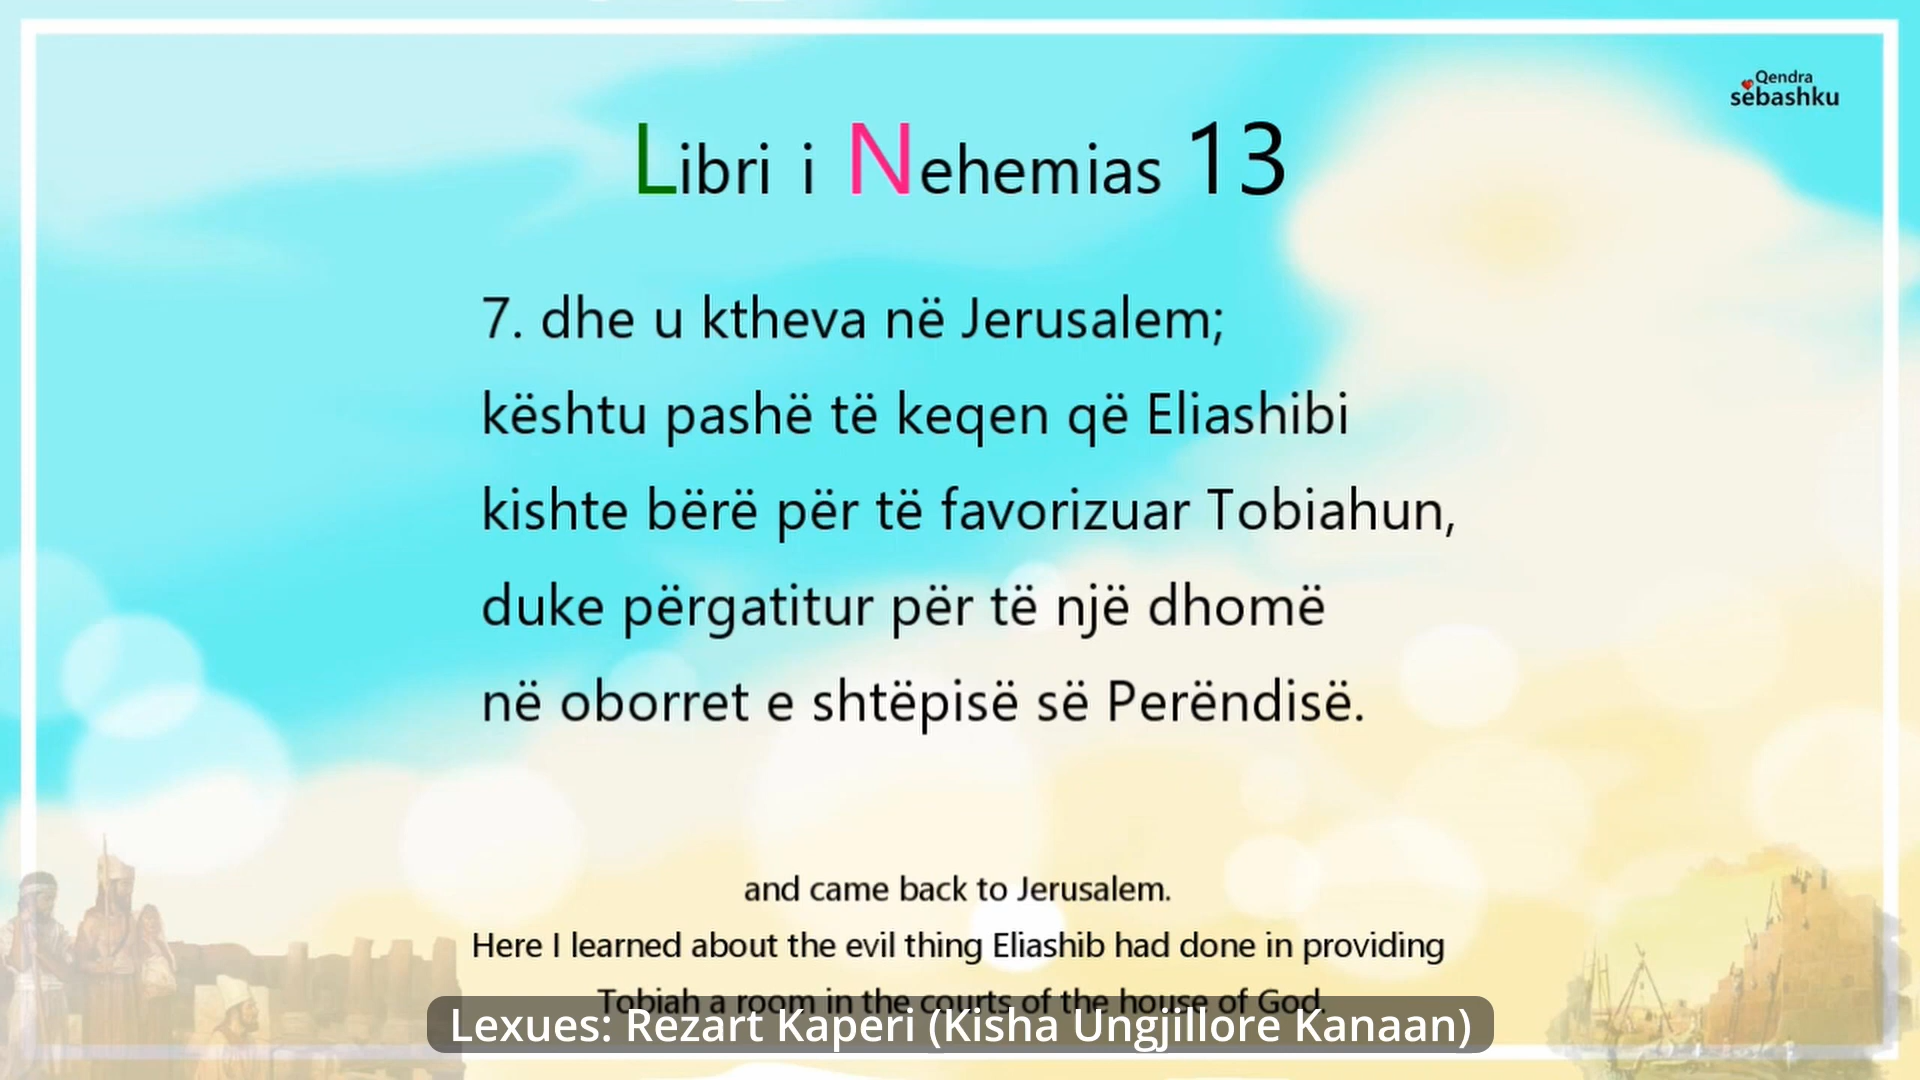 Qendra
sëbashku
Libri i Nehemias 13
7. dhe u ktheva në Jerusalem;
kështu pashë të keqen që Eliashibi
kishte bërë për të favorizuar Tobiahun,
duke përgatitur për të një dhomë
në oborret e shtëpisë së Perëndisë.
and came back to Jerusalem.
Here I learned about the evil thing Eliashib had done in providing
Tobiah a room in the courts of the house of God.
Lexues: Rezart Kaperi (Kisha Ungjillore Kanaan)